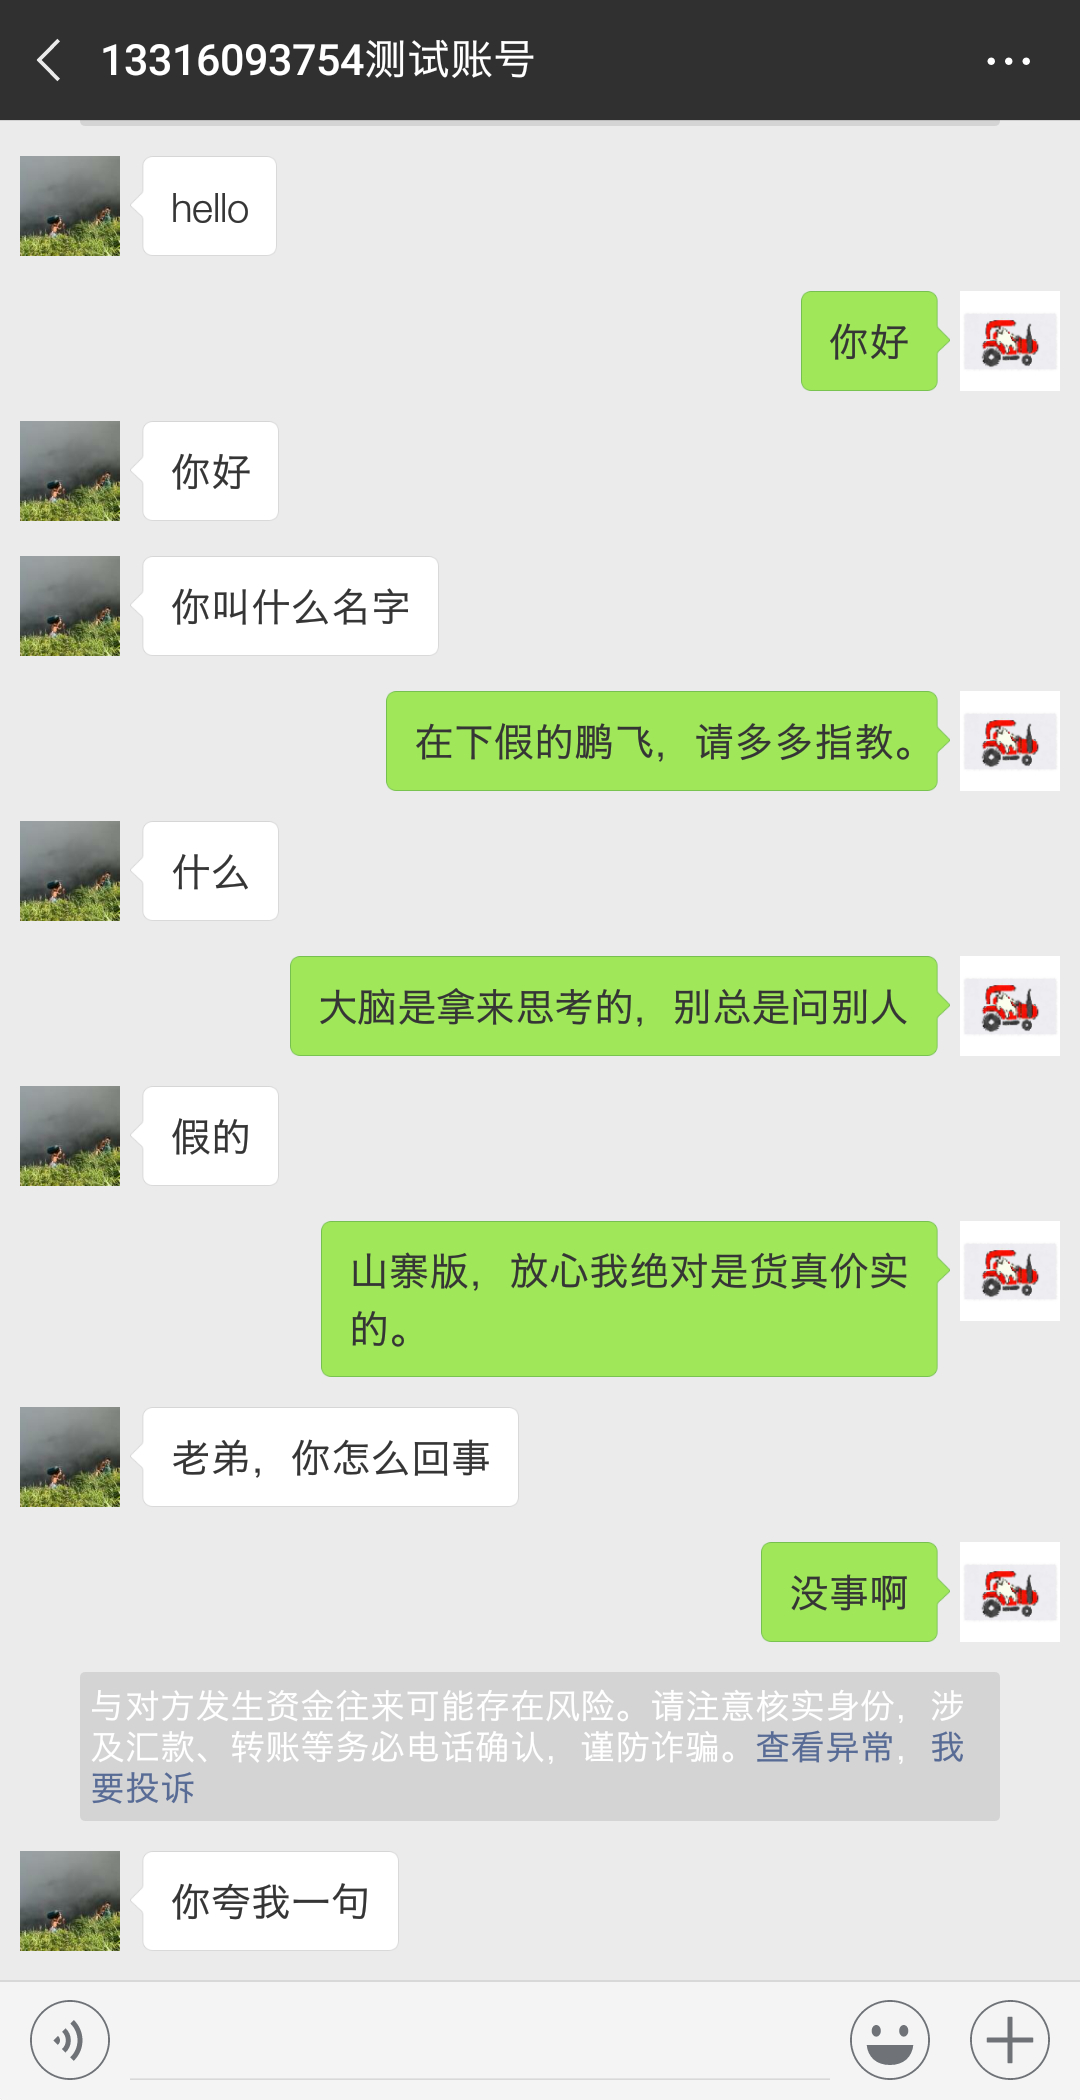 13316093754测试账号
hello
你好
你好
你叫什么名字
在下假的鹏飞，请多多指教。
什么
大脑是拿来思考的，别总是问别人
假的
山寨版，放心我绝对是货真价实
的。
老弟，你怎么回事
没事啊
与对方发生资金往来可能存在风险。请注意核实身份，涉
及汇款、转账等务必电话确认，谨防诈骗。查看异常，我
要投诉
你夸我一句